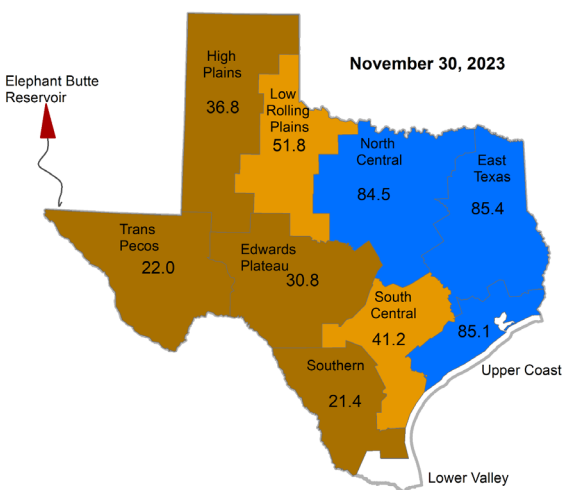 High
Plains
36.8
November 30, 2023
Elephant Butte
Reservoir
Low
Rolling
Plains
51.8
North
Central
84.5
East
Texas
85.4
Trans
Pecos
22.0
Edwards
Plateau
30.8
South
Central
41.2
85.1
Upper Coast
Southern
21.4
Lower Valley